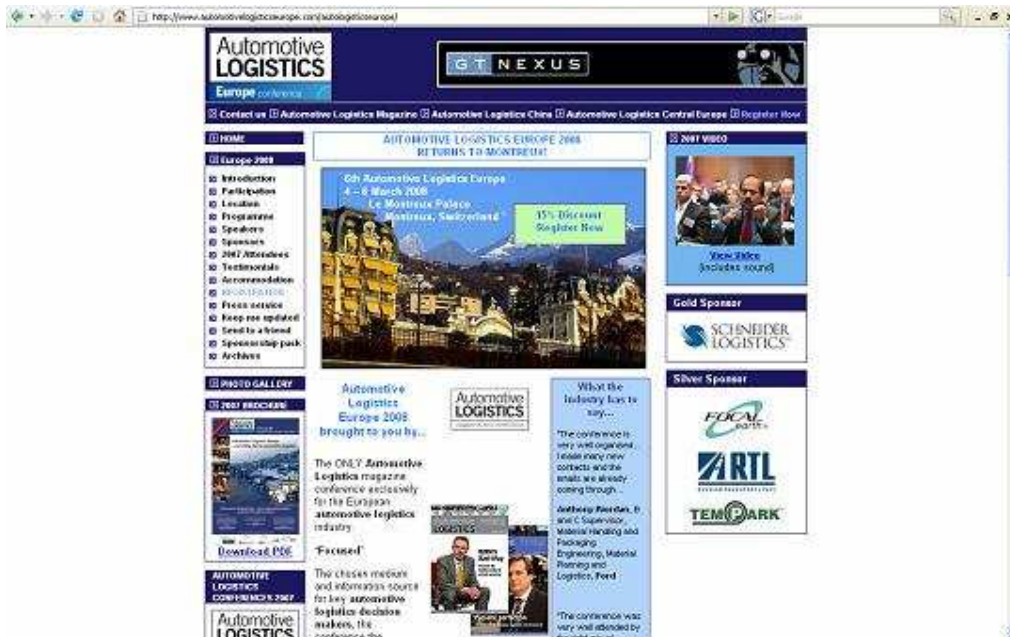 http://www.automotivelogisticseurope.com/autologisticseurope/
Automotive
LOGISTICS
Europe conference
GT NEXUS
Contact us Automotive Logistics Magazine Automotive Logistics China Automotive Logistics Central Europe Register Now
HOME
Europe 2008
Introduction
Participation
Location
Programme
Speakers
Sponsors
2007 Attendees
Testimonials
Accommodation
REGISTRATION
Press service
Keep me updated
Send to a friend
Sponsorship pack
Archives
PHOTO GALLERY
2007 BROCHURE
Download PDF
AUTOMOTIVE
LOGISTICS
CONFERENCES 2007
Automotive
LOGISTICS
AUTOMOTIVE LOGISTICS EUROPE 2008
RETURNS TO MONTREUX!
6th Automotive Logistics Europe
4 – 6 March 2008
Le Montreux Palace
Montreux, Switzerland
15% Discount
Register Now
Automotive
Logistics
Europe 2008
brought to you by...
Automotive
LOGISTICS
The ONLY Automotive
Logistics magazine
conference exclusively
for the European
automotive logistics
industry.
'Focused'
The chosen medium
and information source
for key automotive
logistics decision
makers, the
conference the
LOGISTICS
What the
industry has to
say...
"The conference is
very well organised.
I made many new
contacts and the
emails are already
coming through...
Anthony Riordan,
and C Supervisor,
Material Handling and
Packaging
Engineering, Material
Planning and
Logistics, Ford
"The conference was
very well attended by
2007 VIDEO
View Video
(includes sound)
Gold Sponsor
SCHNEIDER
LOGISTICS
Silver Sponsor
FOCAL
earth
ARTL
TEMPARK